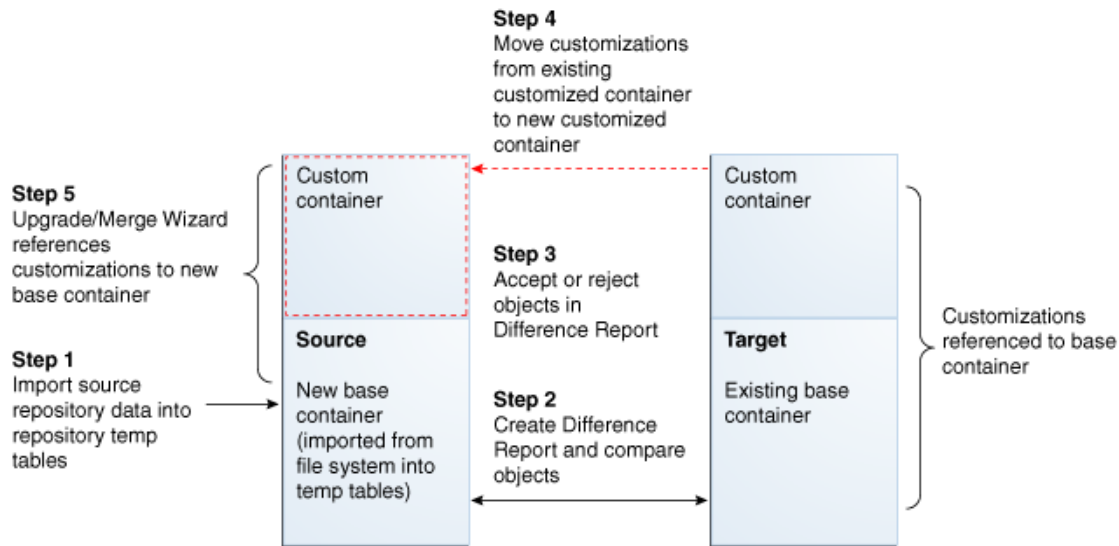 Step 4
Move customizations
from existing
customized container
to new customized
container
Step 5
Upgrade/Merge Wizard
references
customizations to new
base container
Custom
container
Custom
container
Step 3
Accept or reject
objects in
Difference Report
Customizations
referenced to base
container
Step 1
Import source
repository data into
repository temp
tables
Source
New base
container
(imported from
file system into
temp tables)
Step 2
Create Difference
Report and compare
objects
Target
Existing base
container